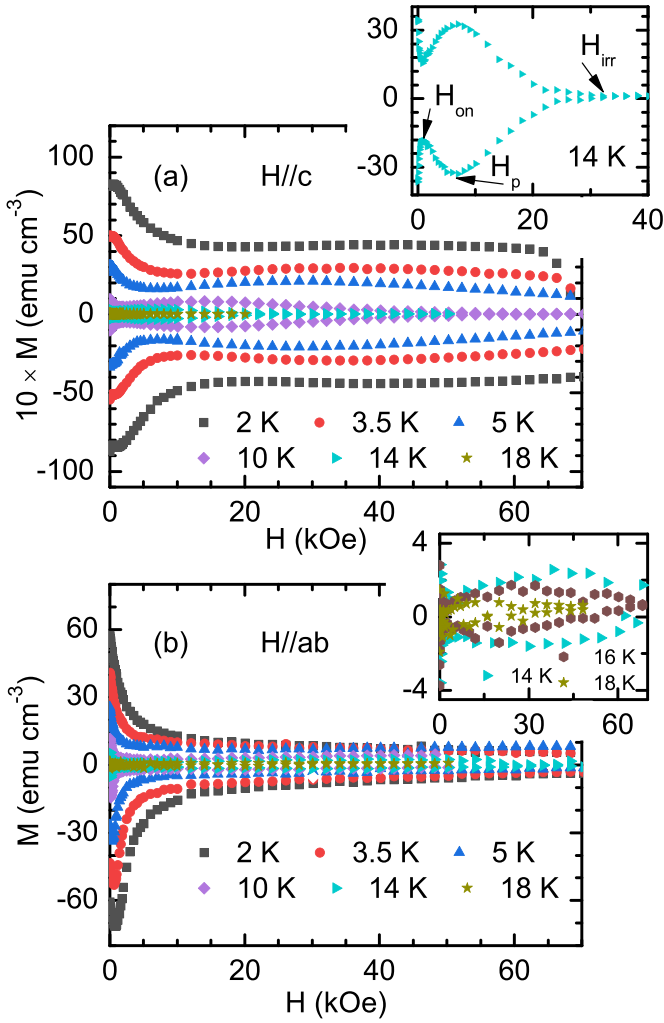 30
0
-30
H_on
H_p
H_irr
14 K
0
20
40
(a)
H//c
100
50
0
-50
-100
10 × M (emu cm⁻³)
2 K
3.5 K
5 K
10 K
14 K
18 K
0
20
40
60
H (kOe)
4
0
-4
14 K
16 K
18 K
0
30
60
(b)
H//ab
60
30
0
-30
-60
M (emu cm⁻³)
2 K
3.5 K
5 K
10 K
14 K
18 K
0
20
40
60
H (kOe)